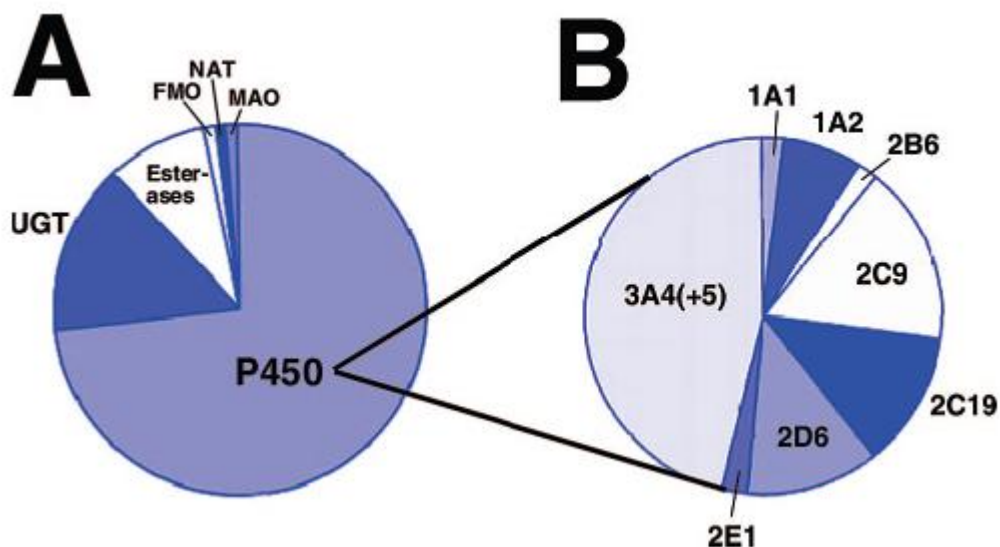 A
NAT
FMO
MAO
Ester-
ases
UGT
P450
B
1A1
1A2
2B6
2C9
3A4(+5)
2C19
2D6
2E1